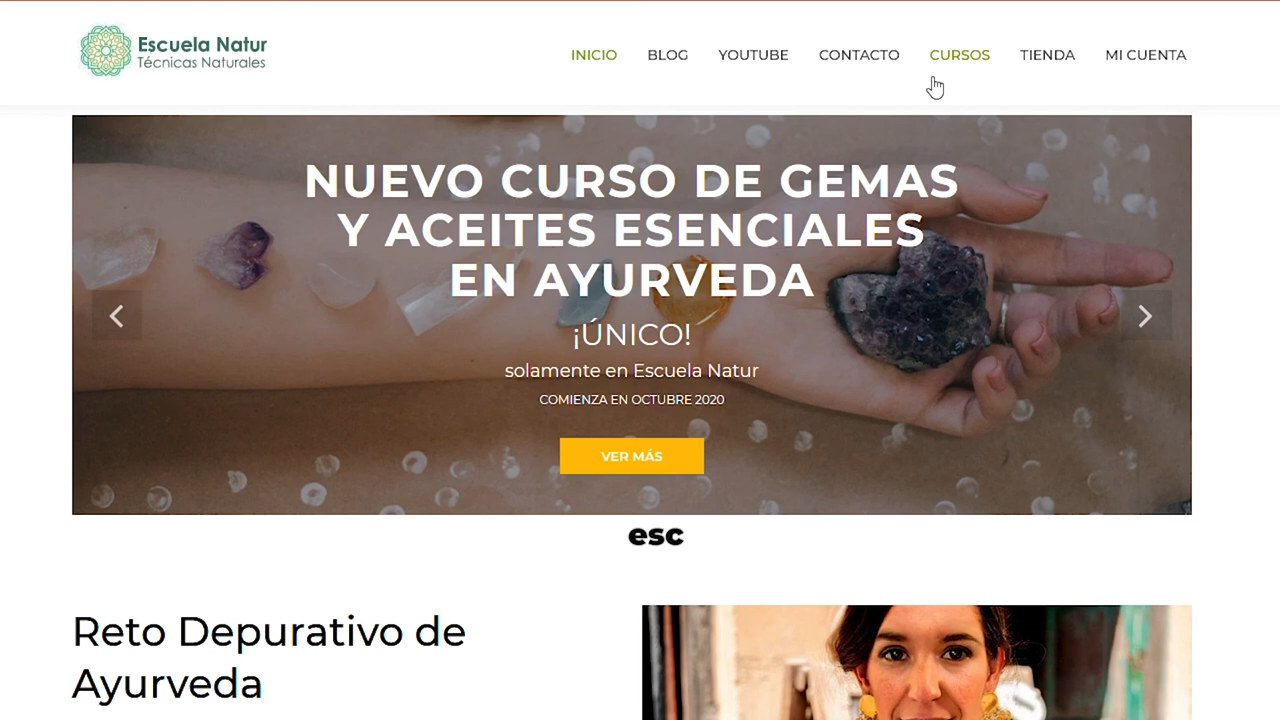 Escuela Natur
Técnicas Naturales
INICIO BLOG YOUTUBE CONTACTO CURSOS TIENDA MI CUENTA
NUEVO CURSO DE GEMAS
Y ACEITES ESENCIALES
EN AYURVEDA
¡ÚNICO!
solamente en Escuela Natur
COMIENZA EN OCTUBRE 2020
VER MÁS
esc
Reto Depurativo de
Ayurveda